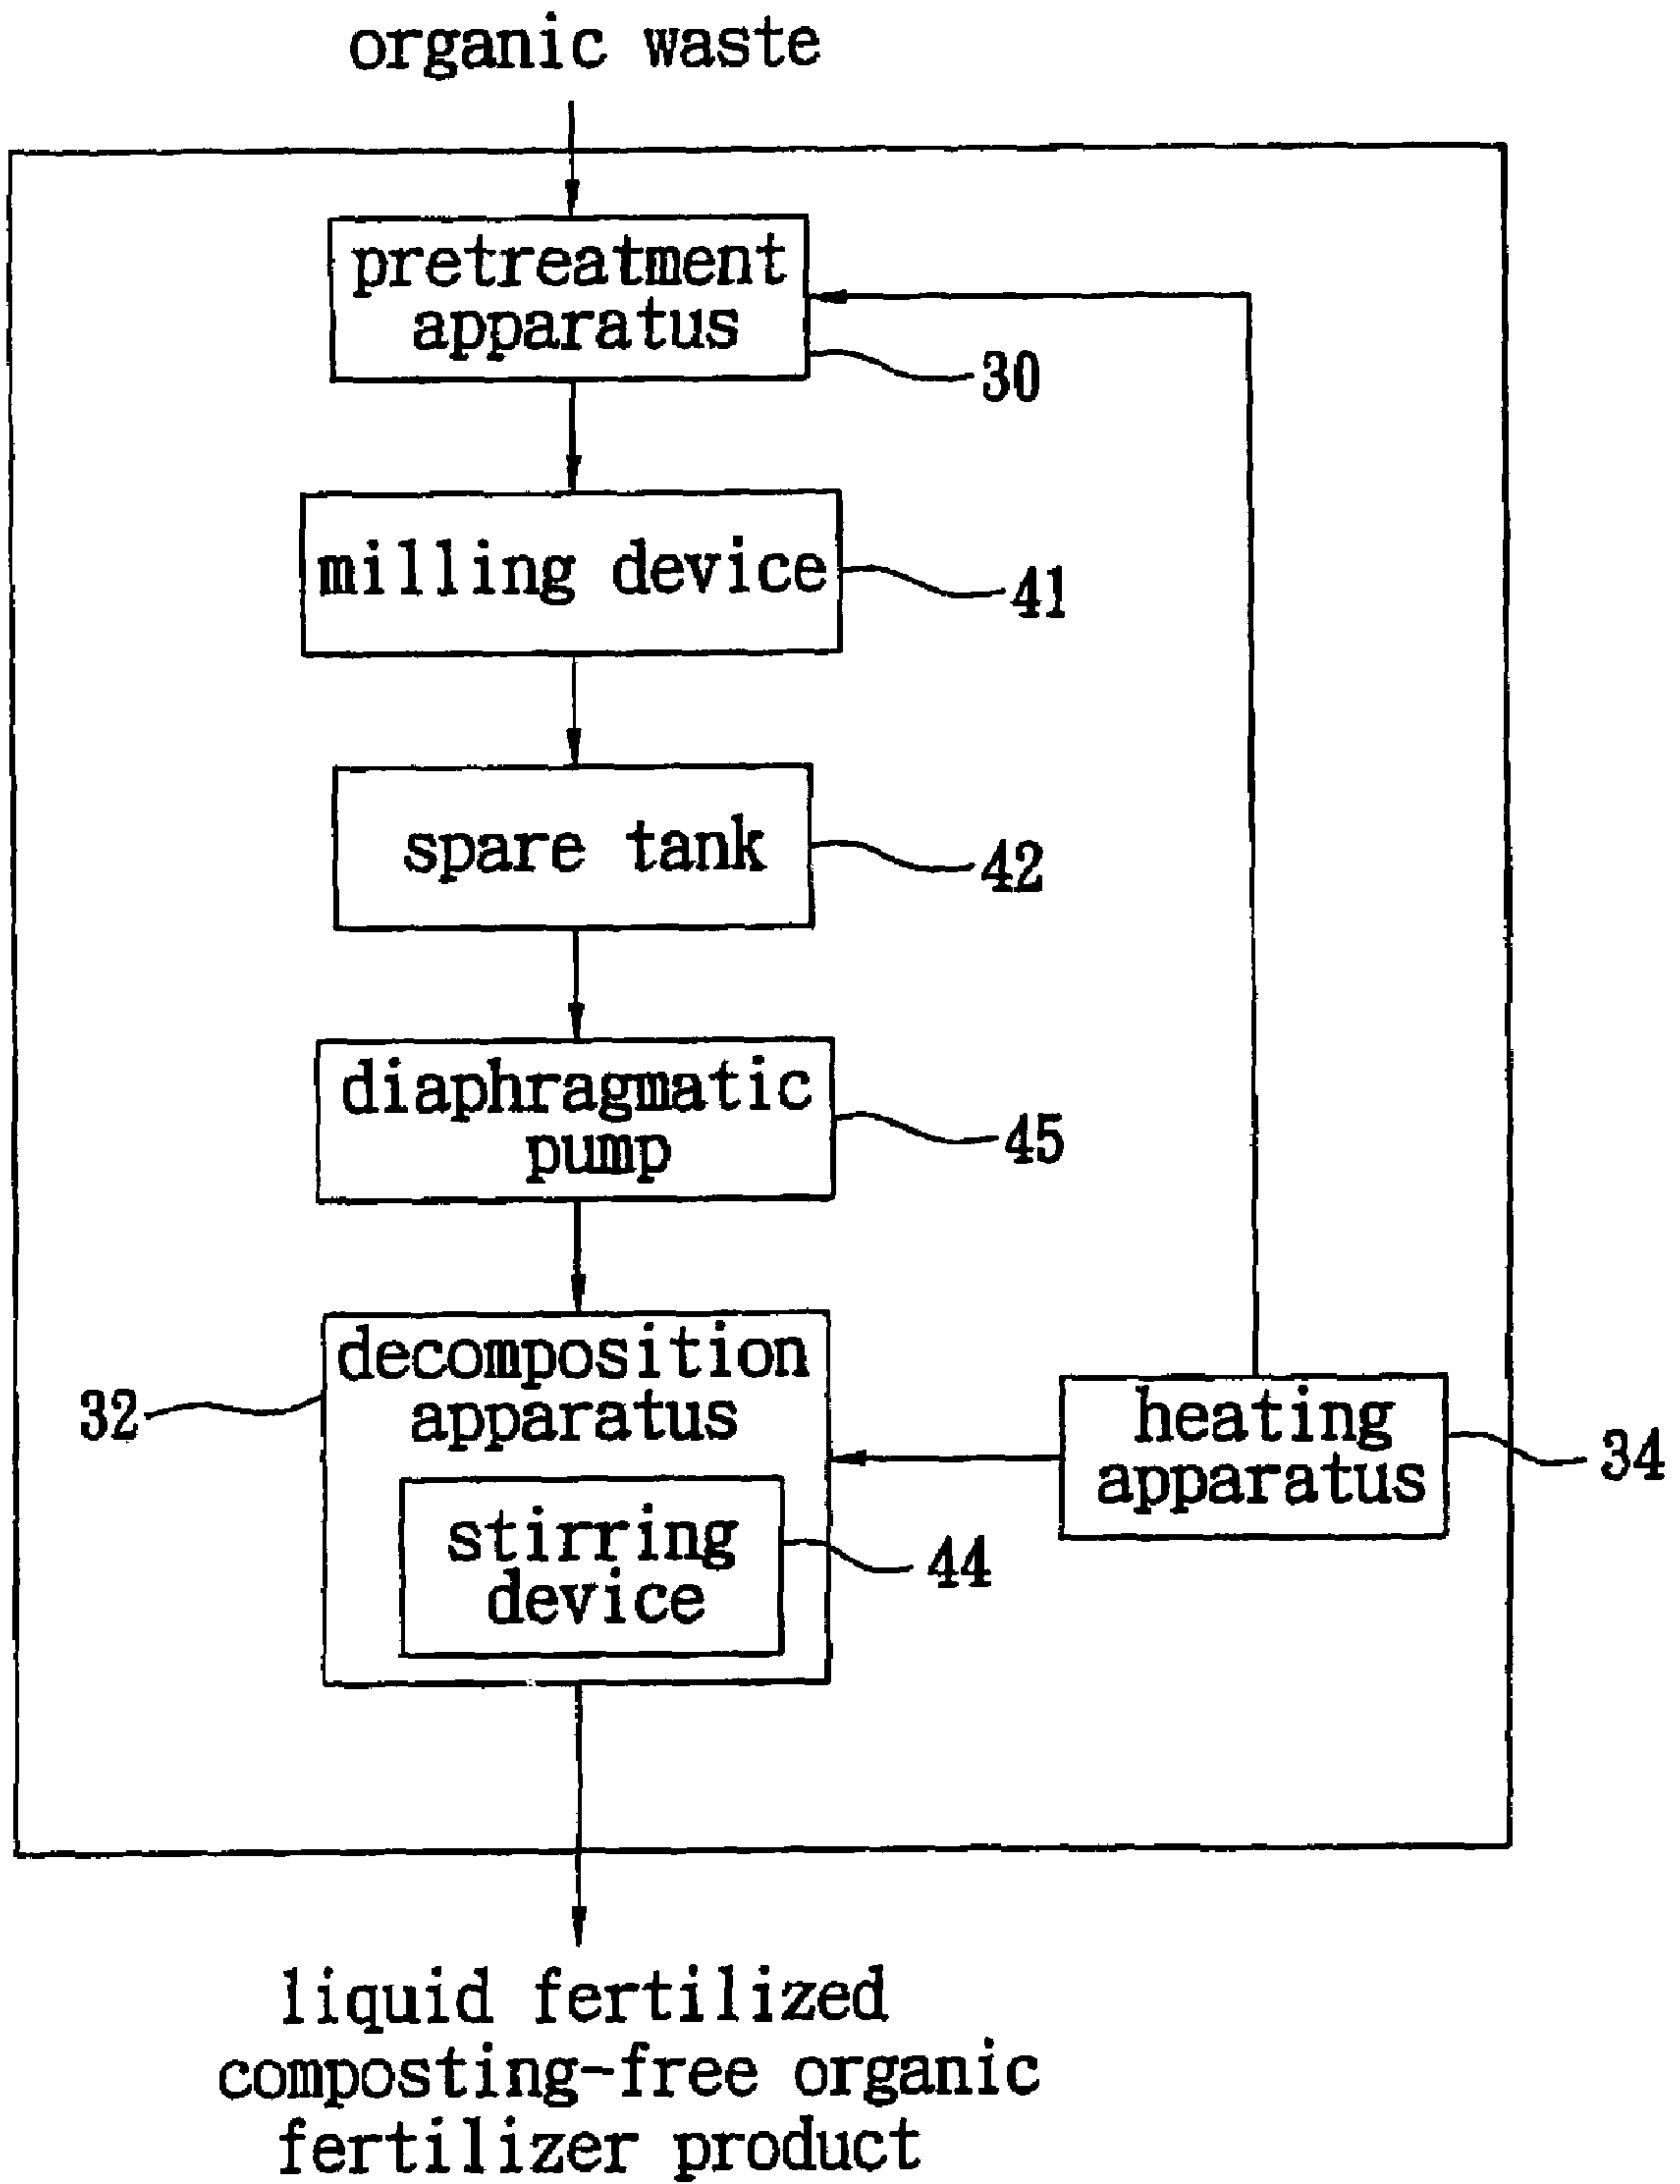 organic waste
pretreatment
apparatus
30
milling device
41
spare tank
42
diaphragmatic
pump
45
decomposition
apparatus
32
heating
apparatus
34
stirring
device
44
liquid fertilized
composting-free organic
fertilizer product